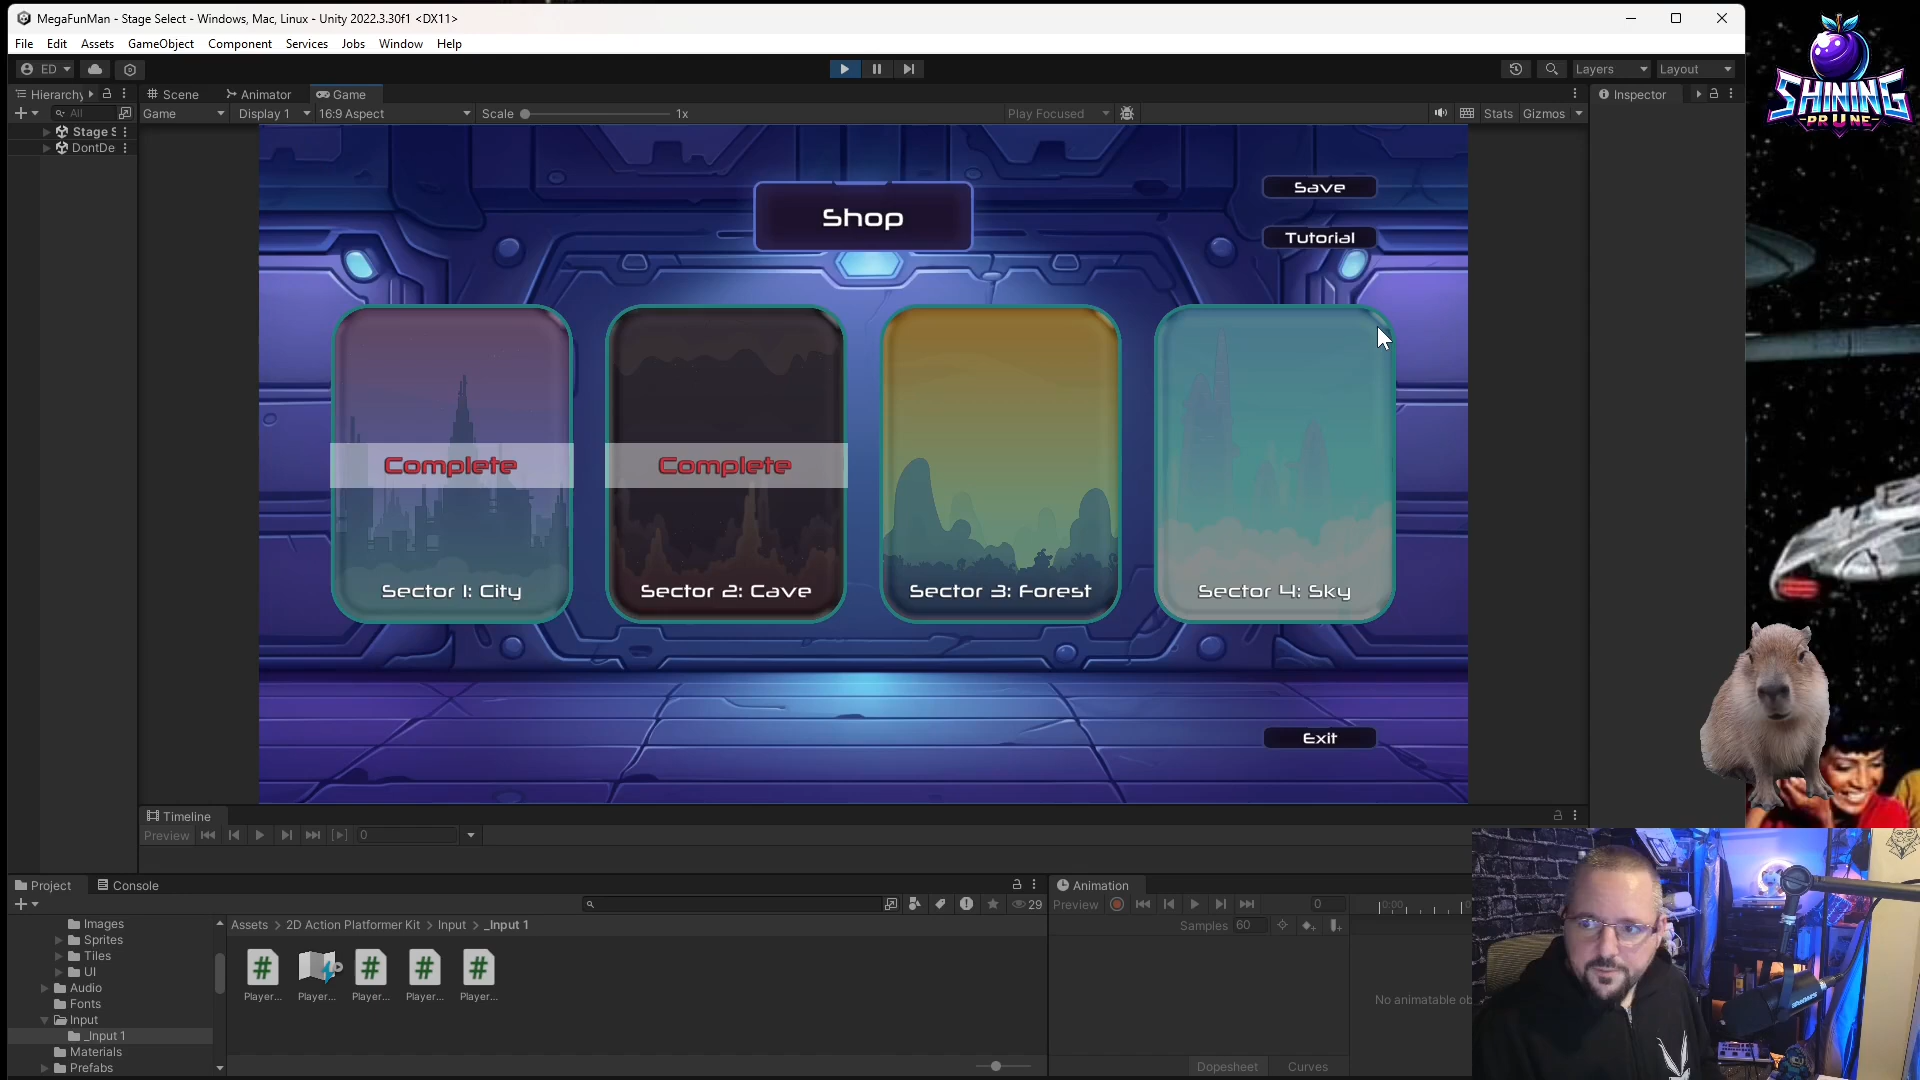 MegaFunMan - Stage Select - Windows, Mac, Linux - Unity 2022.3.30f1 <DX11>
File Edit Assets GameObject Component Services Jobs Window Help
ED
Layers Layout
Hierarchy Scene Animator Game Inspector
All Game Display 1 16:9 Aspect Scale 1x Play Focused Stats Gizmos
Stage S
DontDe
Save
Shop
Tutorial
Complete Complete
Sector 1: City Sector 2: Cave Sector 3: Forest Sector 4: Sky
Exit
SHINING
PRUNE
Timeline
Preview 0
Project Console Animation
29 Preview 0 0:00
Images Assets > 2D Action Platformer Kit > Input > _Input 1 Samples 60
Sprites
Tiles
UI
Audio
Player... Player... Player... Player... Player...
No animatable ob
Fonts
Input
_Input 1
Materials
Prefabs
Dopesheet Curves